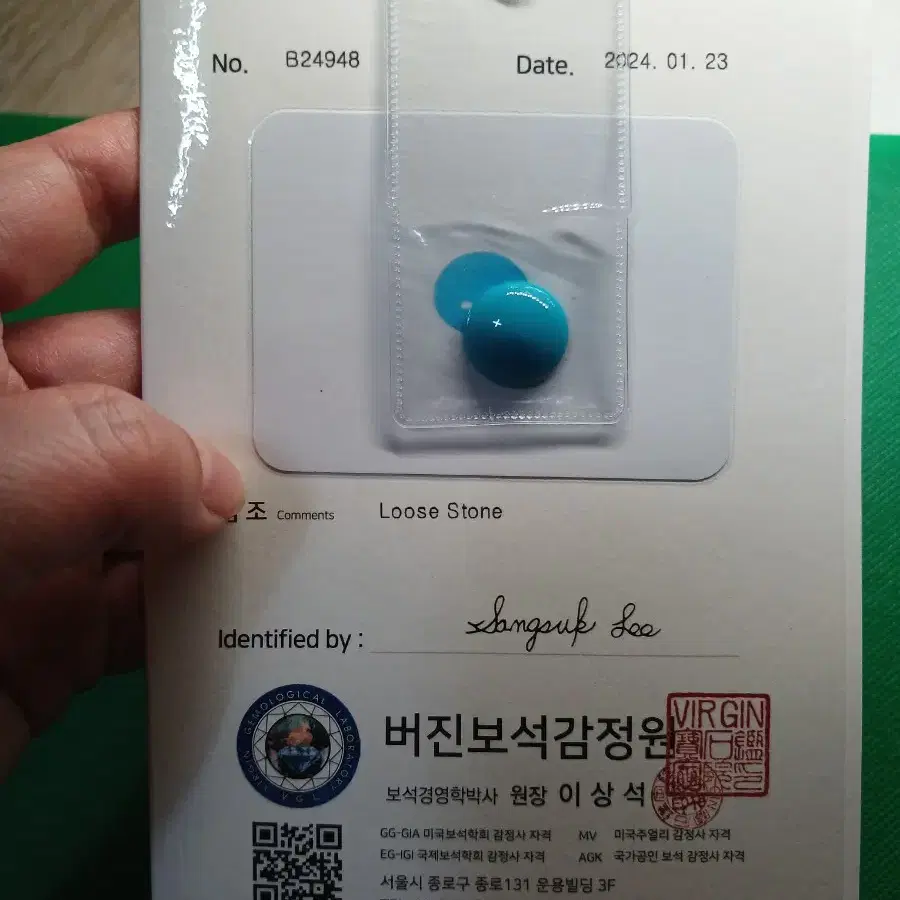 No. B24948 Date. 2024. 01. 23
조 Comments Loose Stone
Identified by : Sangsuk Lee
VIRGIN GEMOLOGICAL LABORATORY
버진보석감정원
VIRGIN
보석경영학박사 원장 이상석
GG-GIA 미국보석학회 감정사 자격 MV 미국주얼리 감정사 자격
EG-IGI 국제보석학회 감정사 자격 AGK 국가공인 보석 감정사 자격
서울시 종로구 종로131 운용빌딩 3F